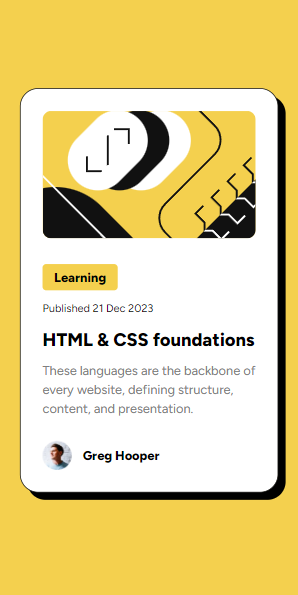 Learning
Published 21 Dec 2023
HTML & CSS foundations
These languages are the backbone of
every website, defining structure,
content, and presentation.
Greg Hooper